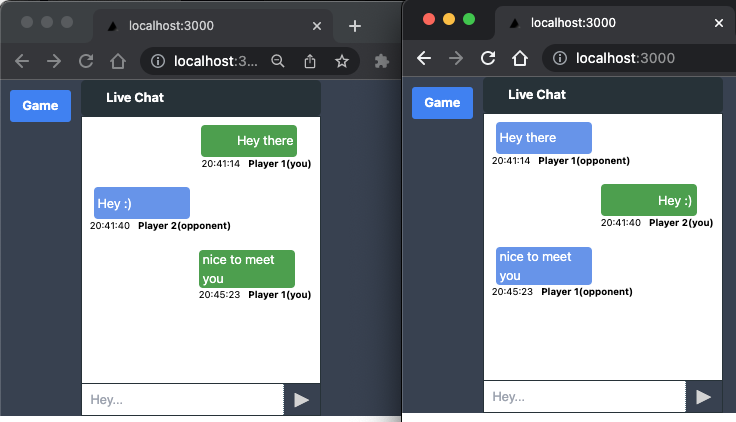 localhost:3000
localhost:3...
Game
Live Chat
Hey there
20:41:14 Player 1(you)
Hey :)
20:41:40 Player 2(opponent)
nice to meet
you
20:45:23 Player 1(you)
Hey...
localhost:3000
localhost:3000
Game
Live Chat
Hey there
20:41:14 Player 1(opponent)
Hey :)
20:41:40 Player 2(you)
nice to meet
you
20:45:23 Player 1(opponent)
Hey...